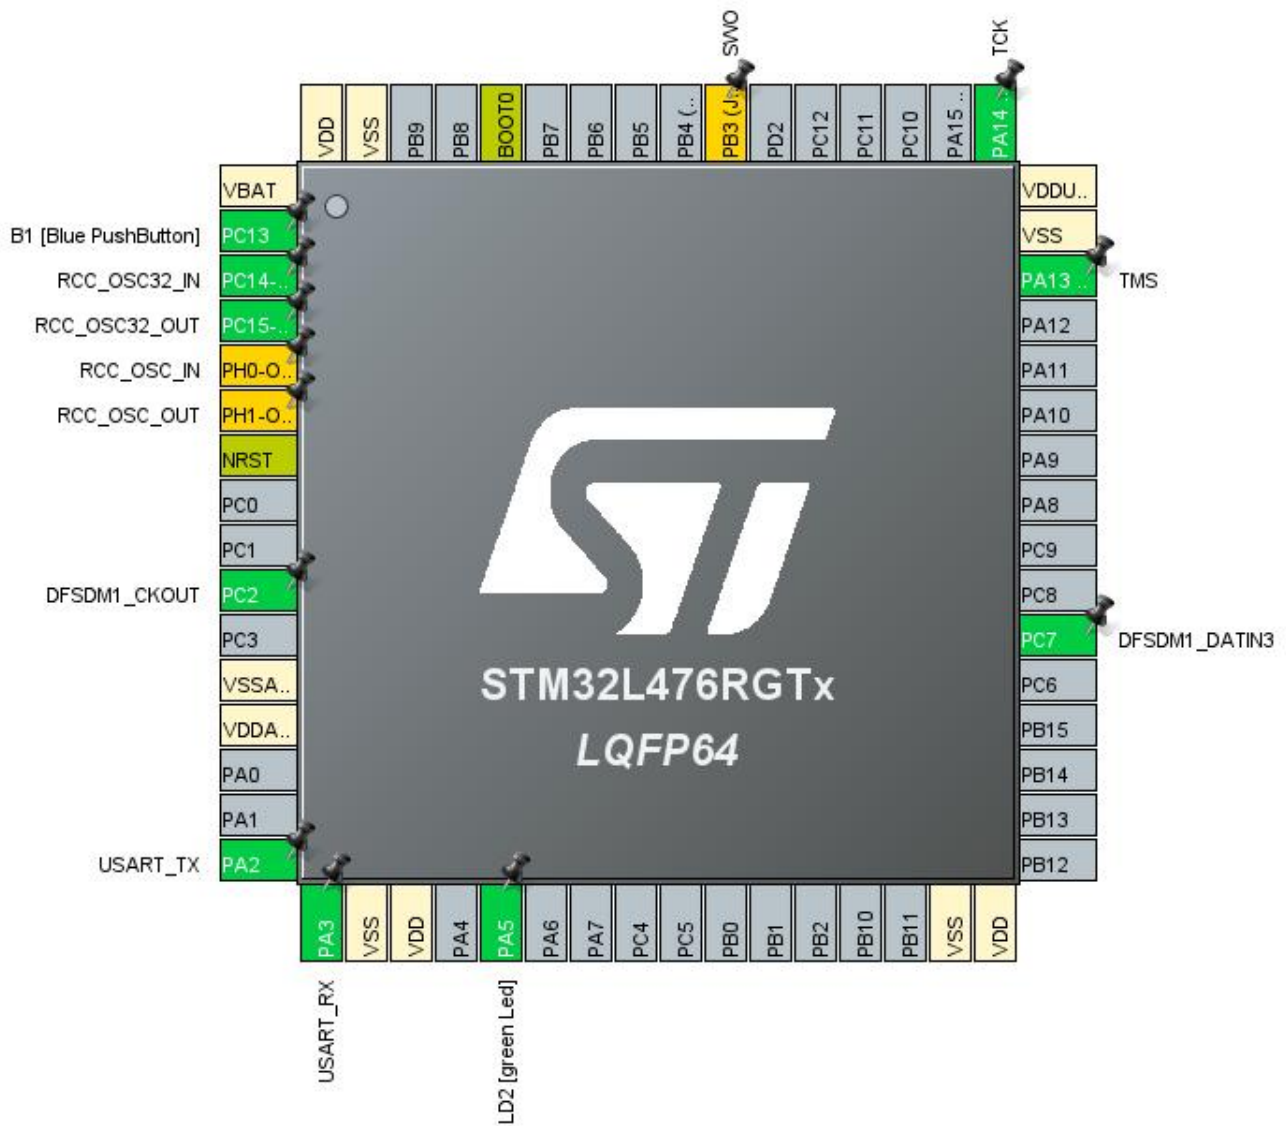 SWO
TCK
VDD
VSS
PB9
PB8
BOOT0
PB7
PB6
PB5
PB4 (..
PB3 (J..
PD2
PC12
PC11
PC10
PA15 ..
PA14 ..
VBAT
B1 [Blue PushButton] PC13
RCC_OSC32_IN PC14-..
RCC_OSC32_OUT PC15-..
RCC_OSC_IN PH0-O..
RCC_OSC_OUT PH1-O..
NRST
PC0
PC1
DFSDM1_CKOUT PC2
PC3
VSSA..
VDDA..
PA0
PA1
USART_TX PA2
STM32L476RGTx
LQFP64
VDDU..
VSS
PA13 .. TMS
PA12
PA11
PA10
PA9
PA8
PC9
PC8
PC7 DFSDM1_DATIN3
PC6
PB15
PB14
PB13
PB12
PA3
VSS
VDD
PA4
PA5
PA6
PA7
PC4
PC5
PB0
PB1
PB2
PB10
PB11
VSS
VDD
USART_RX
LD2 [green Led]